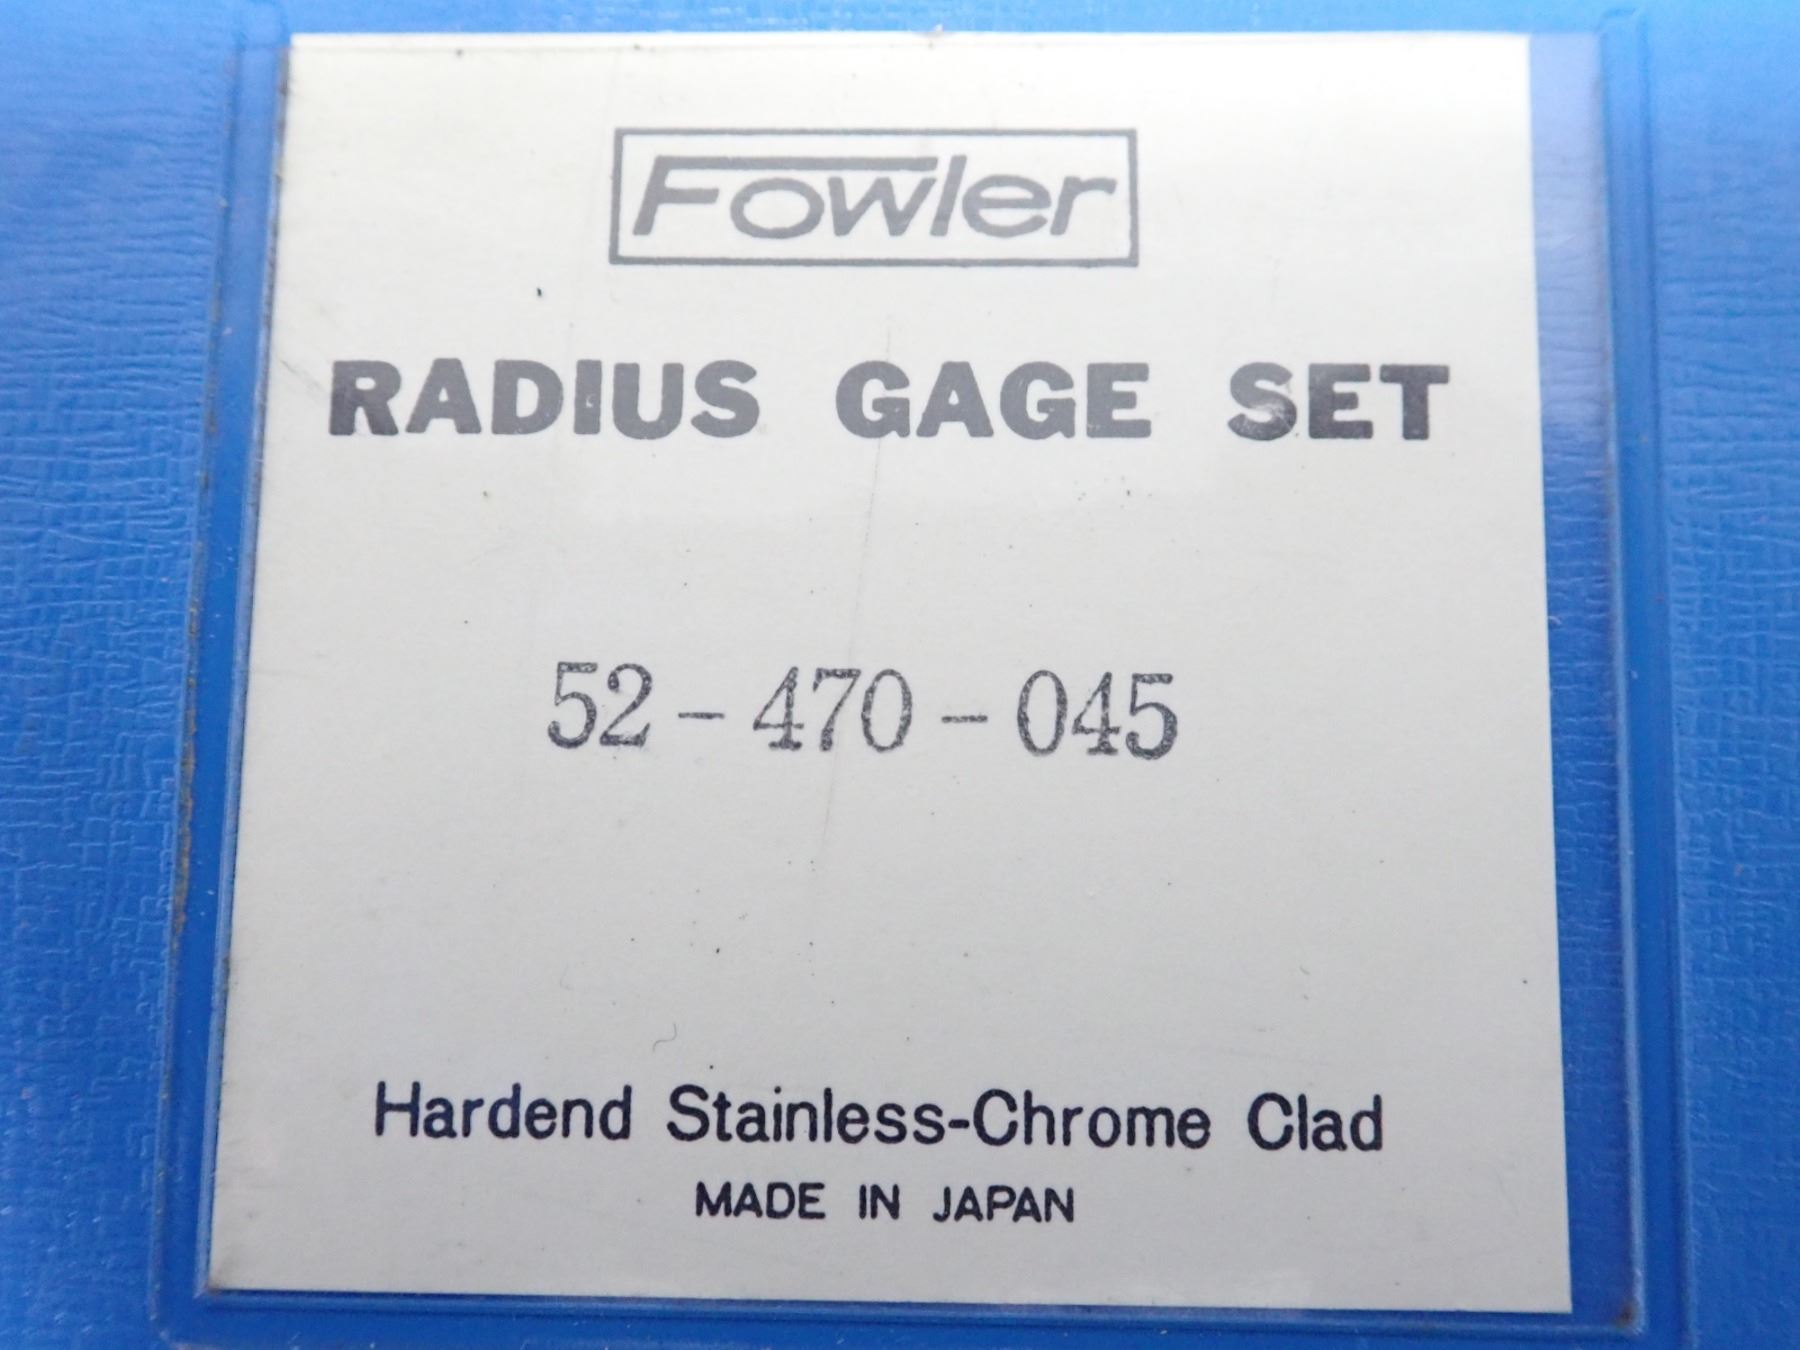 Fowler
RADIUS GAGE SET
52-470-045
Hardend Stainless-Chrome Clad
MADE IN JAPAN